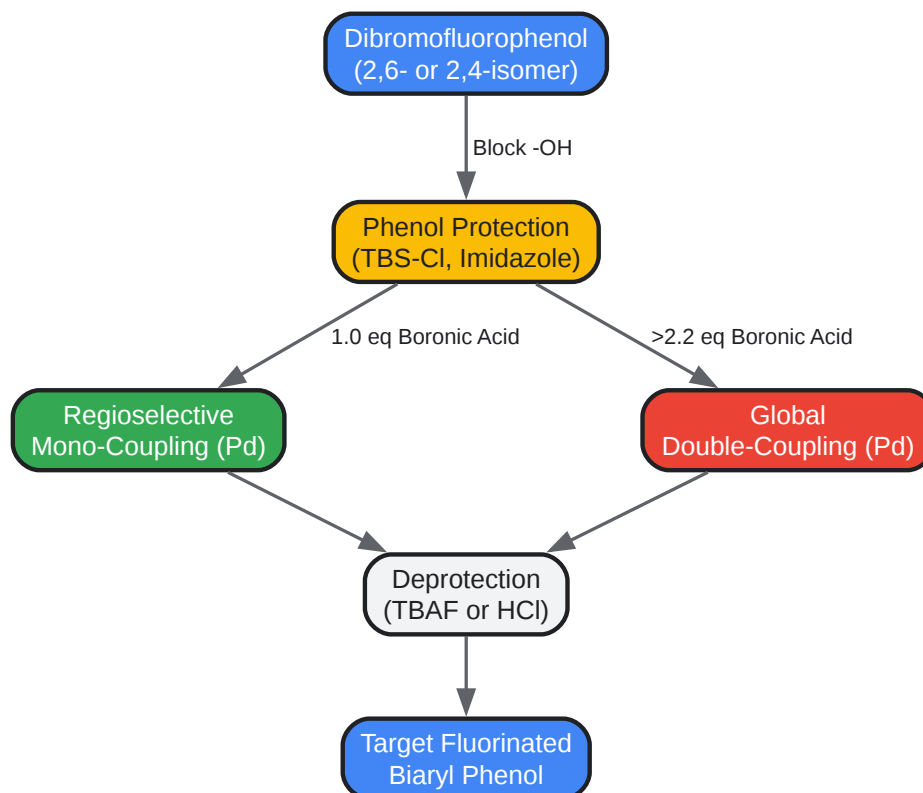 Dibromofluorophenol
(2,6- or 2,4-isomer)
Block -OH
Phenol Protection
(TBS-Cl, Imidazole)
1.0 eq Boronic Acid
>2.2 eq Boronic Acid
Regioselective
Mono-Coupling (Pd)
Global
Double-Coupling (Pd)
Deprotection
(TBAF or HCl)
Target Fluorinated
Biaryl Phenol